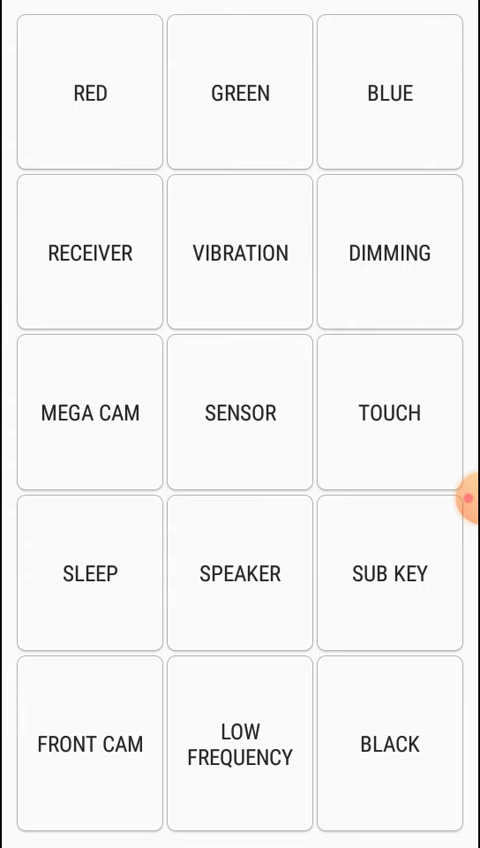 RED
GREEN
BLUE
RECEIVER
VIBRATION
DIMMING
MEGA CAM
SENSOR
TOUCH
SLEEP
SPEAKER
SUB KEY
FRONT CAM
LOW
FREQUENCY
BLACK